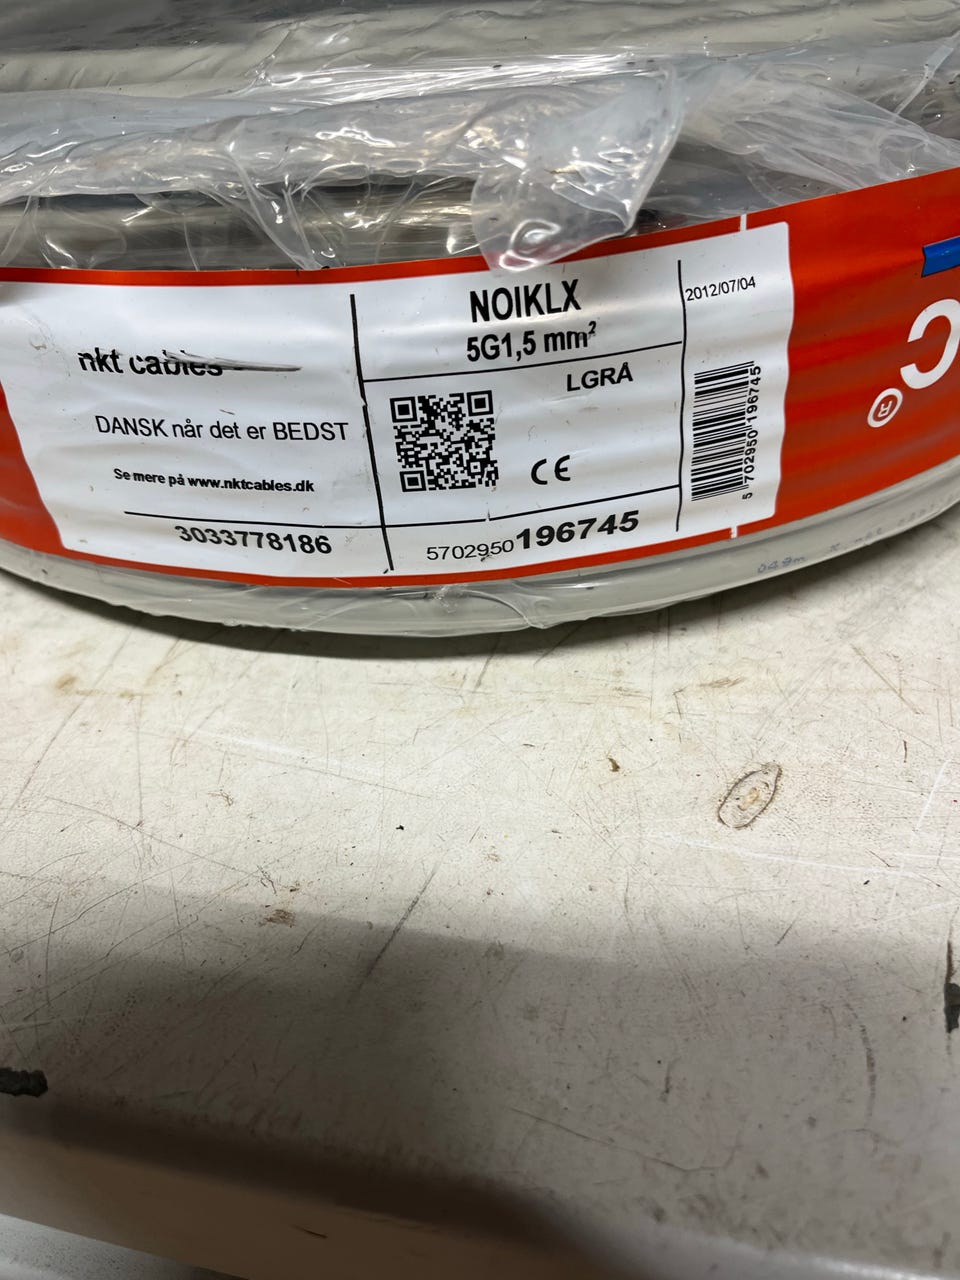 nkt cables
DANSK når det er BEDST
Se mere på www.nktcables.dk
3033778186
NOIKLX
5G1,5 mm²
LGRÅ
CE
5702950196745
2012/07/04
5 702950 196745
®